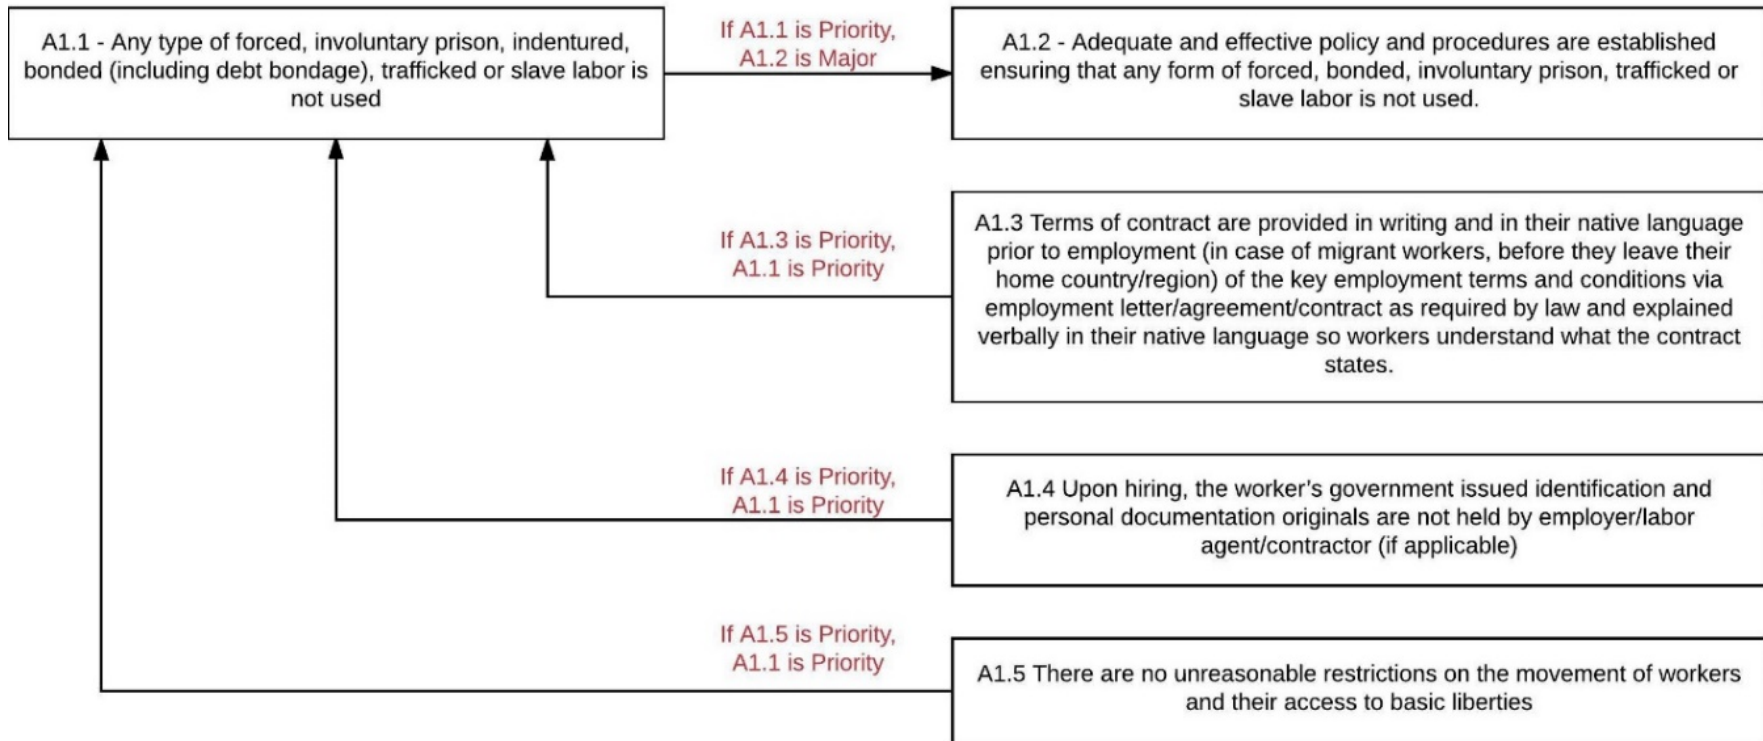 A1.1 - Any type of forced, involuntary prison, indentured,
bonded (including debt bondage), trafficked or slave labor is
not used
If A1.1 is Priority,
A1.2 is Major
A1.2 - Adequate and effective policy and procedures are established
ensuring that any form of forced, bonded, involuntary prison, trafficked or
slave labor is not used.
If A1.3 is Priority,
A1.1 is Priority
A1.3 Terms of contract are provided in writing and in their native language
prior to employment (in case of migrant workers, before they leave their
home country/region) of the key employment terms and conditions via
employment letter/agreement/contract as required by law and explained
verbally in their native language so workers understand what the contract
states.
If A1.4 is Priority,
A1.1 is Priority
A1.4 Upon hiring, the worker's government issued identification and
personal documentation originals are not held by employer/labor
agent/contractor (if applicable)
If A1.5 is Priority,
A1.1 is Priority
A1.5 There are no unreasonable restrictions on the movement of workers
and their access to basic liberties